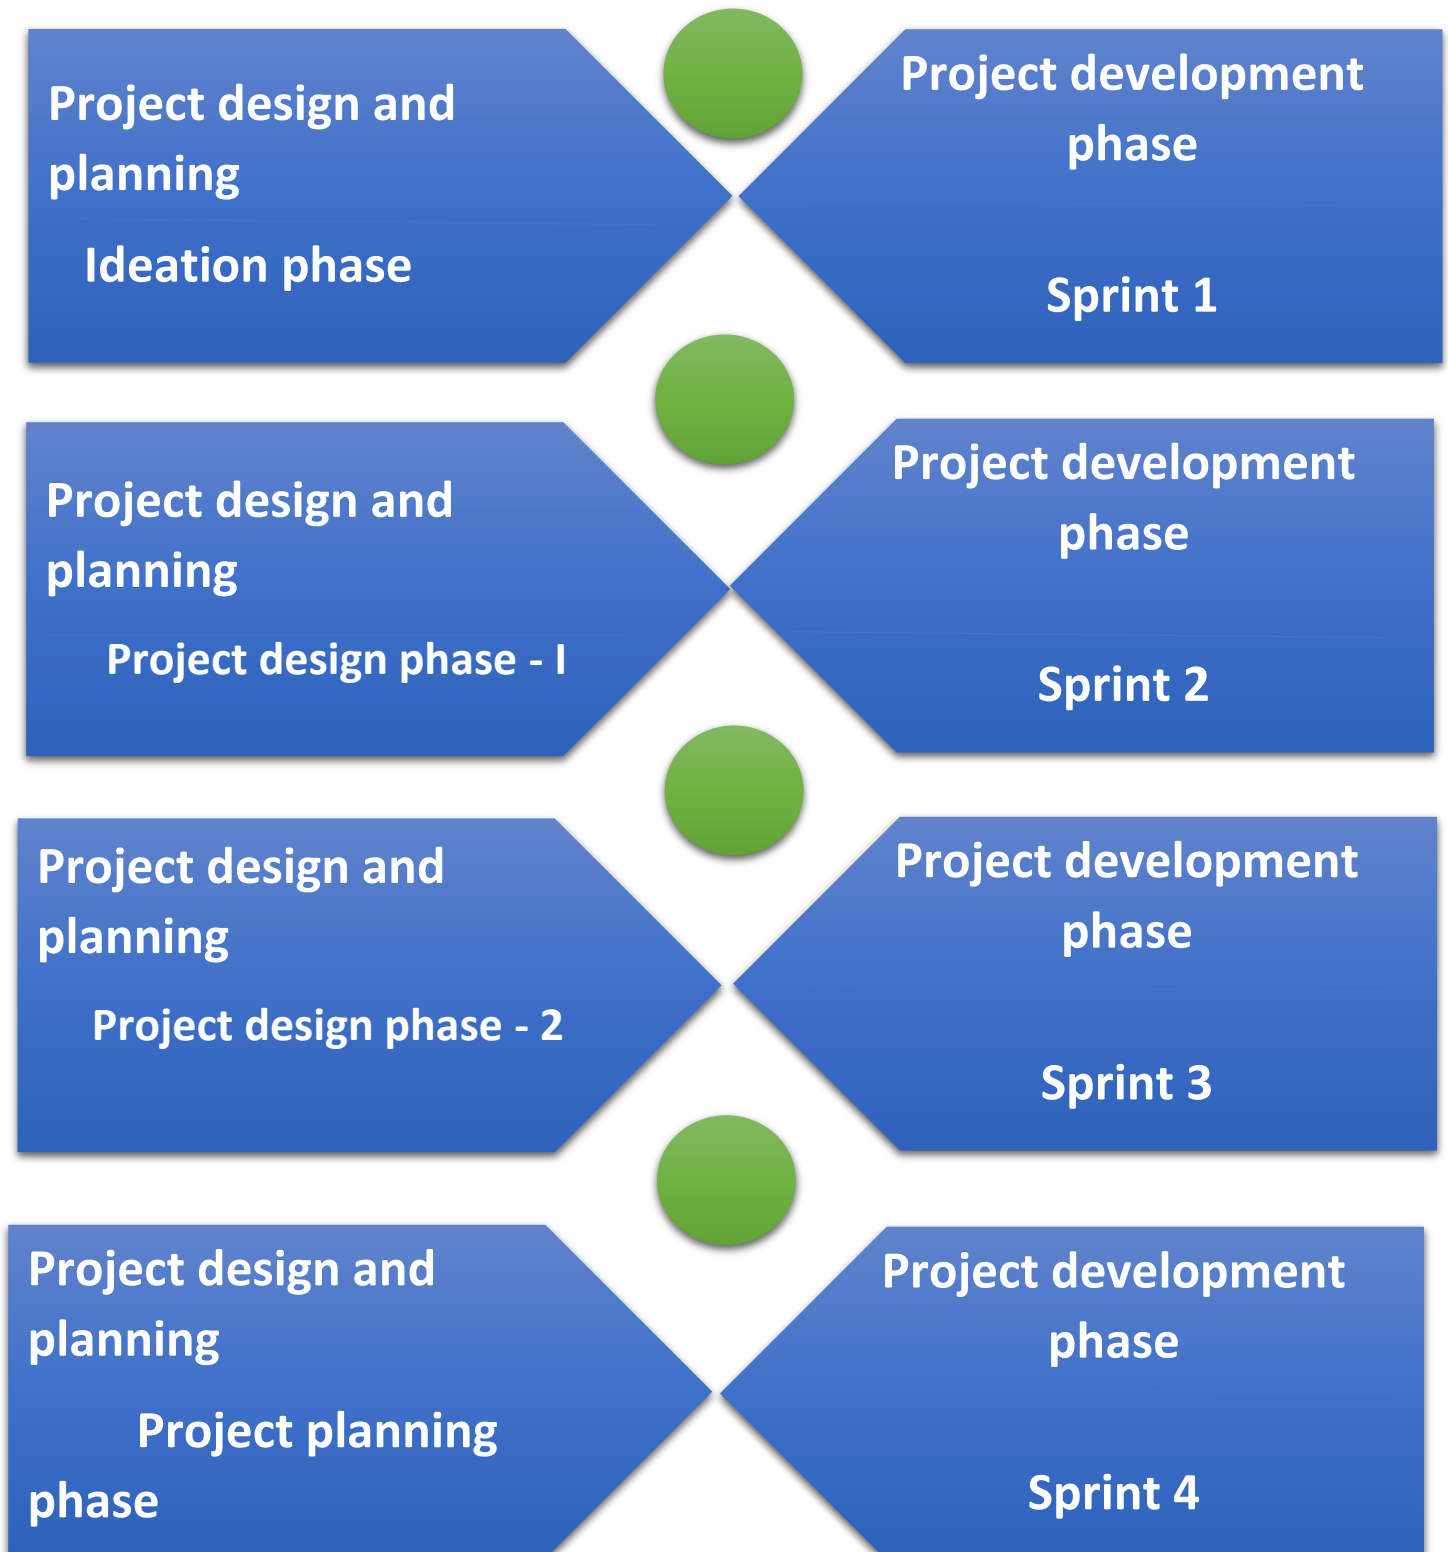 Project design and
planning
Ideation phase
Project development
phase
Sprint 1
Project design and
planning
Project design phase - I
Project development
phase
Sprint 2
Project design and
planning
Project design phase - 2
Project development
phase
Sprint 3
Project design and
planning
Project planning
phase
Project development
phase
Sprint 4